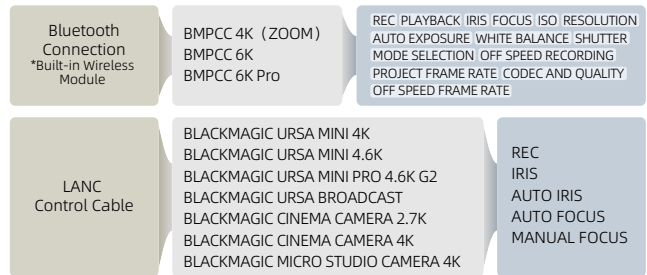 Bluetooth
Connection
*Built-in Wireless
Module
BMPCC 4K（ZOOM）
BMPCC 6K
BMPCC 6K Pro
REC PLAYBACK IRIS FOCUS ISO RESOLUTION
AUTO EXPOSURE WHITE BALANCE SHUTTER
MODE SELECTION OFF SPEED RECORDING
PROJECT FRAME RATE CODEC AND QUALITY
OFF SPEED FRAME RATE
LANC
Control Cable
BLACKMAGIC URSA MINI 4K
BLACKMAGIC URSA MINI 4.6K
BLACKMAGIC URSA MINI PRO 4.6K G2
BLACKMAGIC URSA BROADCAST
BLACKMAGIC CINEMA CAMERA 2.7K
BLACKMAGIC CINEMA CAMERA 4K
BLACKMAGIC MICRO STUDIO CAMERA 4K
REC
IRIS
AUTO IRIS
AUTO FOCUS
MANUAL FOCUS